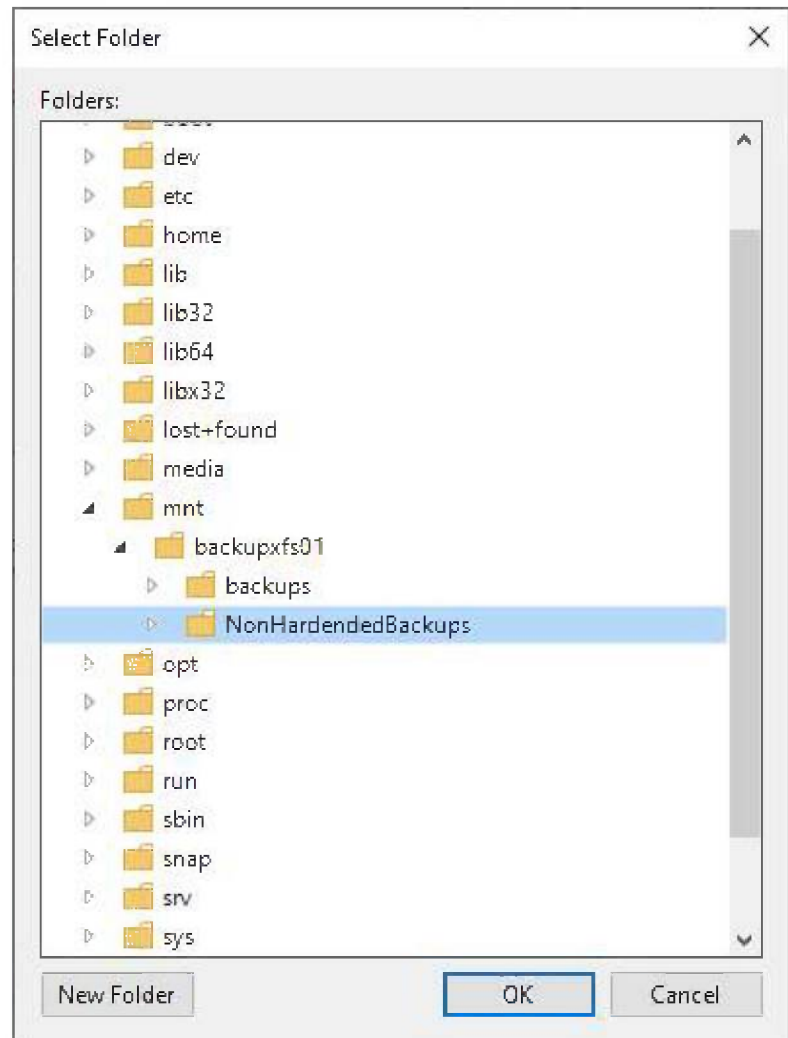 Select Folder
Folders:
dev
etc
home
lib
lib32
lib64
libx32
lost+found
media
mnt
backupxfs01
backups
NonHardendedBackups
opt
proc
root
run
sbin
snap
srv
sys
New Folder OK Cancel